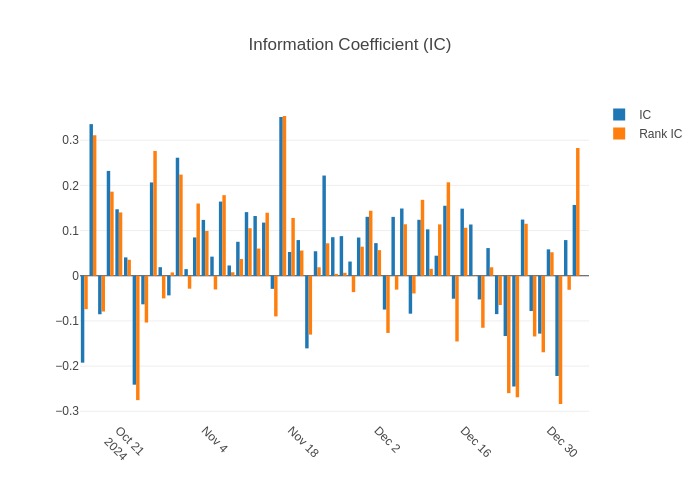 Information Coefficient (IC)
IC
Rank IC
0.3
0.2
0.1
0
−0.1
−0.2
−0.3
Oct 21
2024
Nov 4
Nov 18
Dec 2
Dec 16
Dec 30